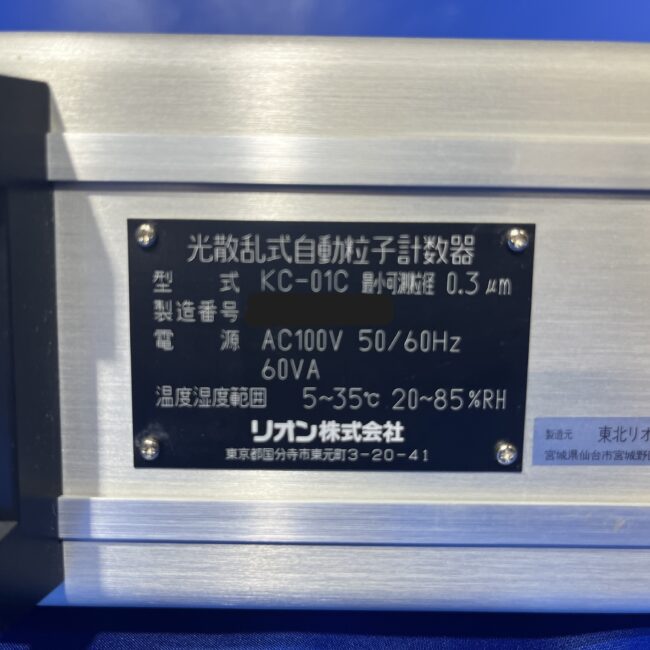 光散乱式自動粒子計数器
型 式 KC-01C 最小可測粒径 0.3μm
製造番号
電 源 AC100V 50/60Hz
60VA
温度湿度範囲 5~35℃ 20~85%RH
リオン株式会社
東京都国分寺市東元町3-20-41
製造元 東北リオ
宮城県仙台市宮城野